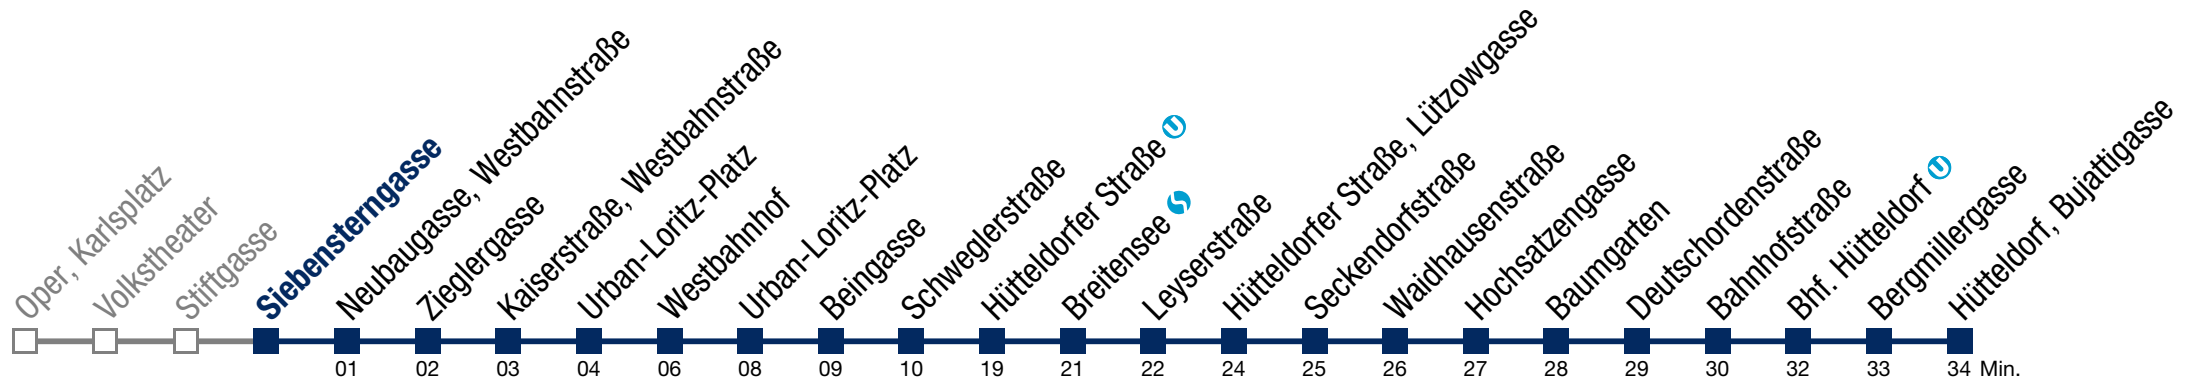 Oper, Karlsplatz
Volkstheater
Stiftgasse
Siebensterngasse
Neubaugasse, Westbahnstraße
Zieglergasse
Kaiserstraße, Westbahnstraße
Urban-Loritz-Platz
Westbahnhof
Urban-Loritz-Platz
Beingasse
Schweglerstraße
Hütteldorfer Straße U
Breitensee S
Leyserstraße
Hütteldorfer Straße, Lützowgasse
Seckendorfstraße
Waidhausenstraße
Hochsatzengasse
Baumgarten
Deutschordenstraße
Bahnhofstraße
Bhf. Hütteldorf U
Bergmillergasse
Hütteldorf, Bujattigasse
01 02 03 04 06 08 09 10 19 21 22 24 25 26 27 28 29 30 32 33 34 Min.